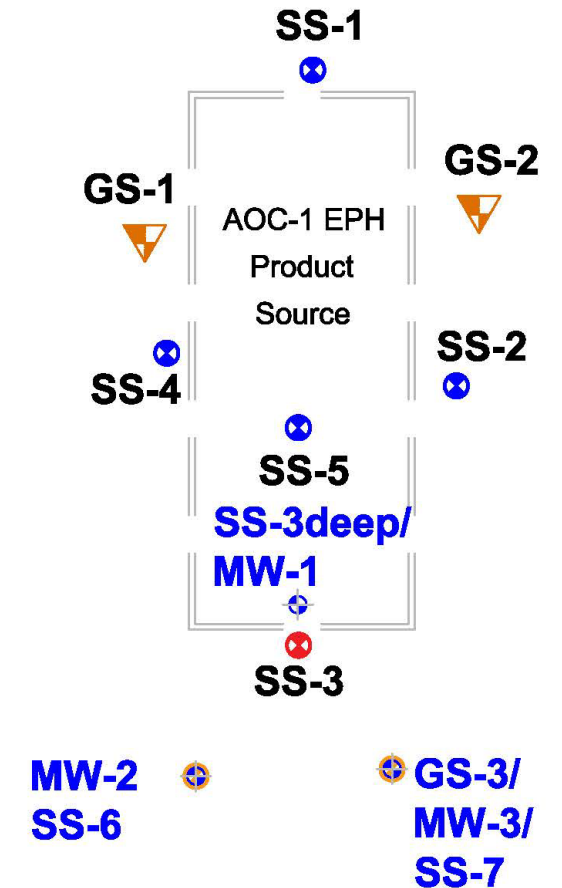 SS-1
GS-2
GS-1
AOC-1 EPH
Product
Source
SS-2
SS-4
SS-5
SS-3deep/
MW-1
SS-3
MW-2
SS-6
GS-3/
MW-3/
SS-7